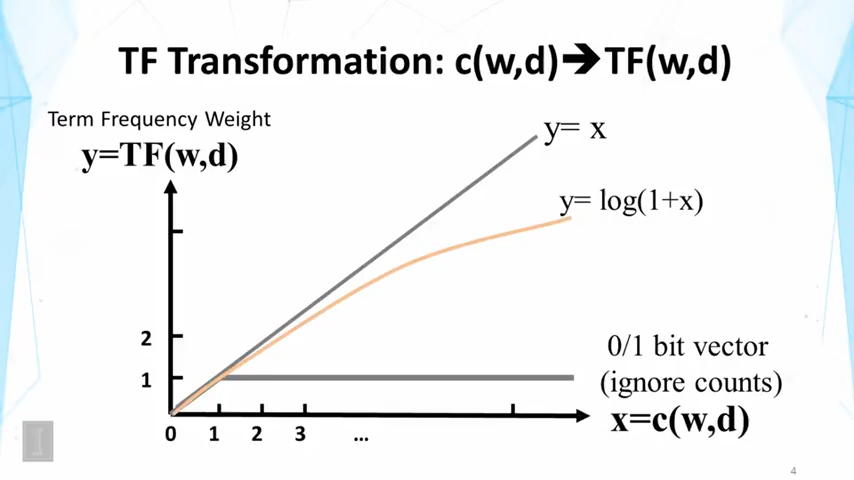 TF Transformation: c(w,d)➔TF(w,d)
Term Frequency Weight
y=TF(w,d)
y= x
y= log(1+x)
2
1
0/1 bit vector
(ignore counts)
x=c(w,d)
0 1 2 3 ...
4